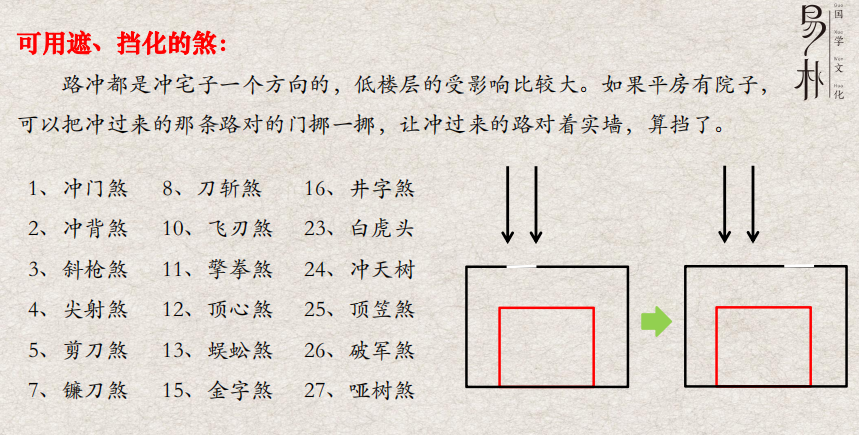 可用遮、挡化的煞：
路冲都是冲宅子一个方向的，低楼层的受影响比较大。如果平房有院子，
可以把冲过来的那条路对的门挪一挪，让冲过来的路对着实墙，算挡了。
1、冲门煞 8、刀斩煞 16、井字煞
2、冲背煞 10、飞刃煞 23、白虎头
3、斜枪煞 11、擎拳煞 24、冲天树
4、尖射煞 12、顶心煞 25、顶笠煞
5、剪刀煞 13、蜈蚣煞 26、破军煞
7、镰刀煞 15、金字煞 27、哑树煞
易朴
国学文化